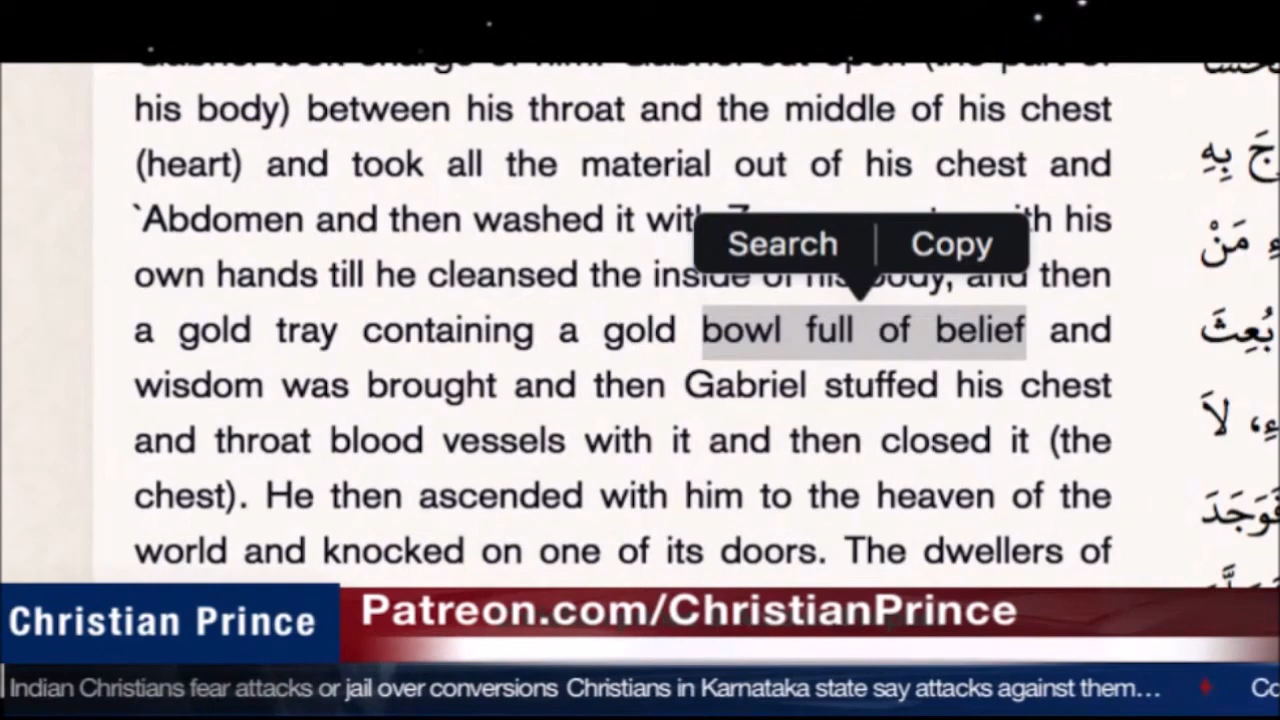 his body) between his throat and the middle of his chest
(heart) and took all the material out of his chest and
`Abdomen and then washed it with his
own hands till he cleansed the inside of his body, and then
Search Copy
a gold tray containing a gold bowl full of belief and
wisdom was brought and then Gabriel stuffed his chest
and throat blood vessels with it and then closed it (the
chest). He then ascended with him to the heaven of the
world and knocked on one of its doors. The dwellers of
جَ بِهِ
ءِ مَنْ
بُعِثَ
ءٍ، لاَ
فَوَجَدَ
Christian Prince
Patreon.com/ChristianPrince
Indian Christians fear attacks or jail over conversions Christians in Karnataka state say attacks against them... Co